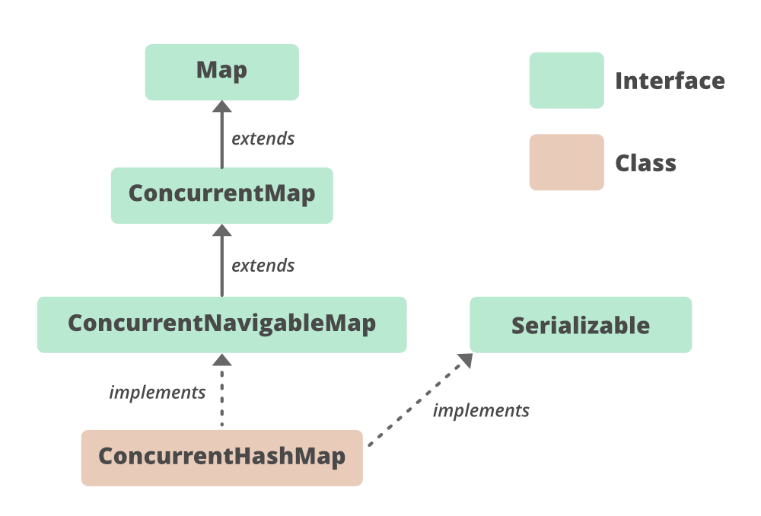 Map
Interface
extends
Class
ConcurrentMap
extends
ConcurrentNavigableMap
Serializable
implements
implements
ConcurrentHashMap